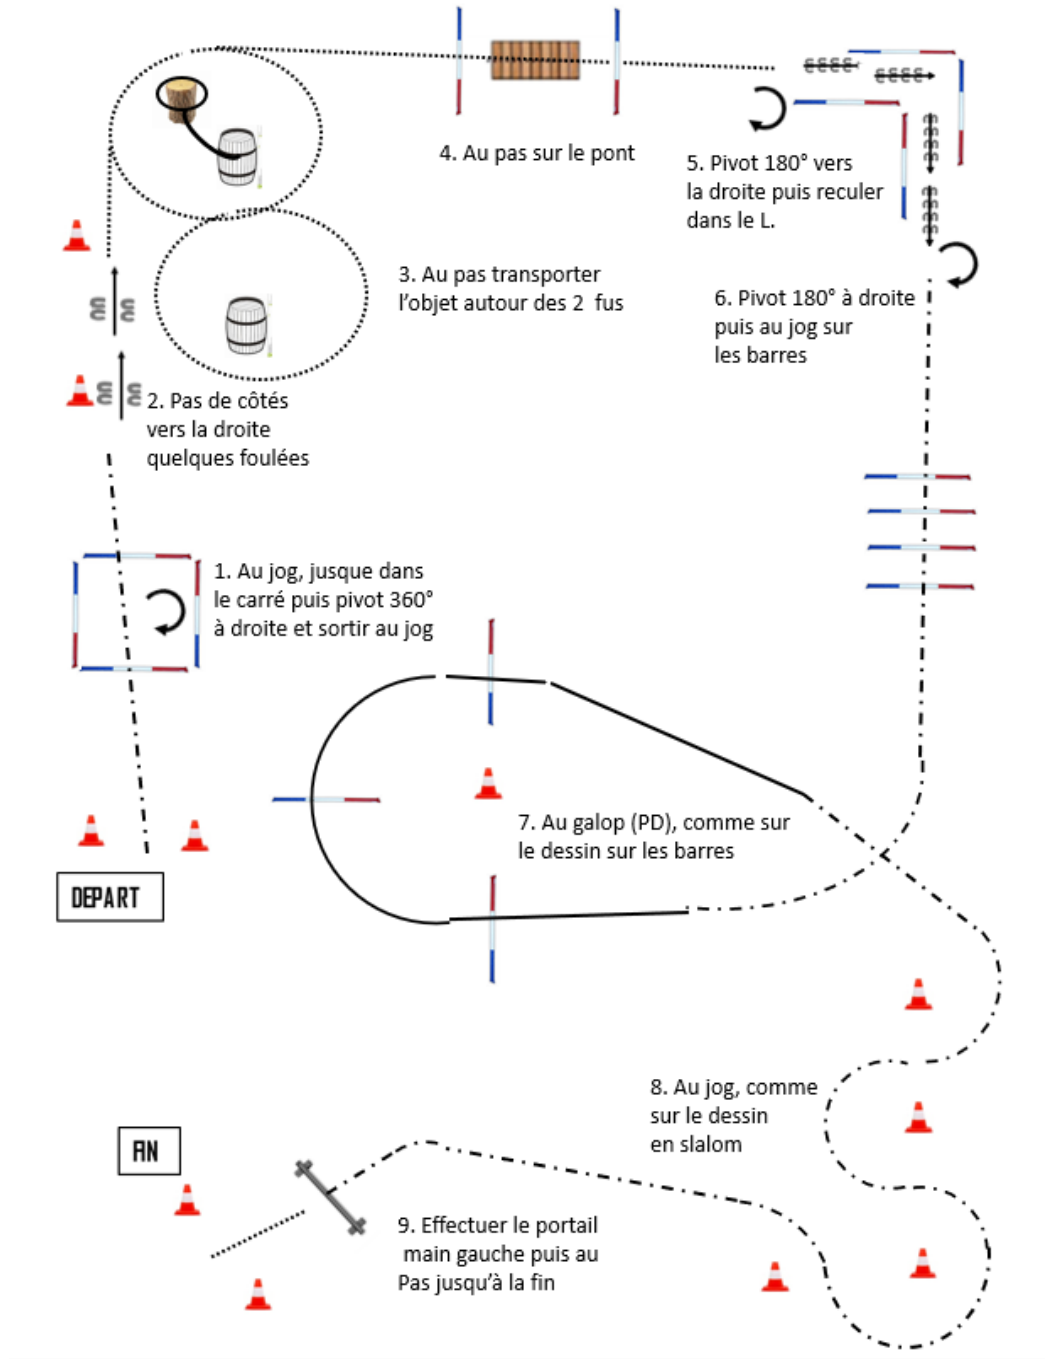 4. Au pas sur le pont
5. Pivot 180° vers
la droite puis reculer
dans le L.
3. Au pas transporter
l'objet autour des 2  fus
6. Pivot 180° à droite
puis au jog sur
les barres
2. Pas de côtés
vers la droite
quelques foulées
1. Au jog, jusque dans
le carré puis pivot 360°
à droite et sortir au jog
7. Au galop (PD), comme sur
le dessin sur les barres
DEPART
8. Au jog, comme
sur le dessin
en slalom
FIN
9. Effectuer le portail
main gauche puis au
Pas jusqu'à la fin